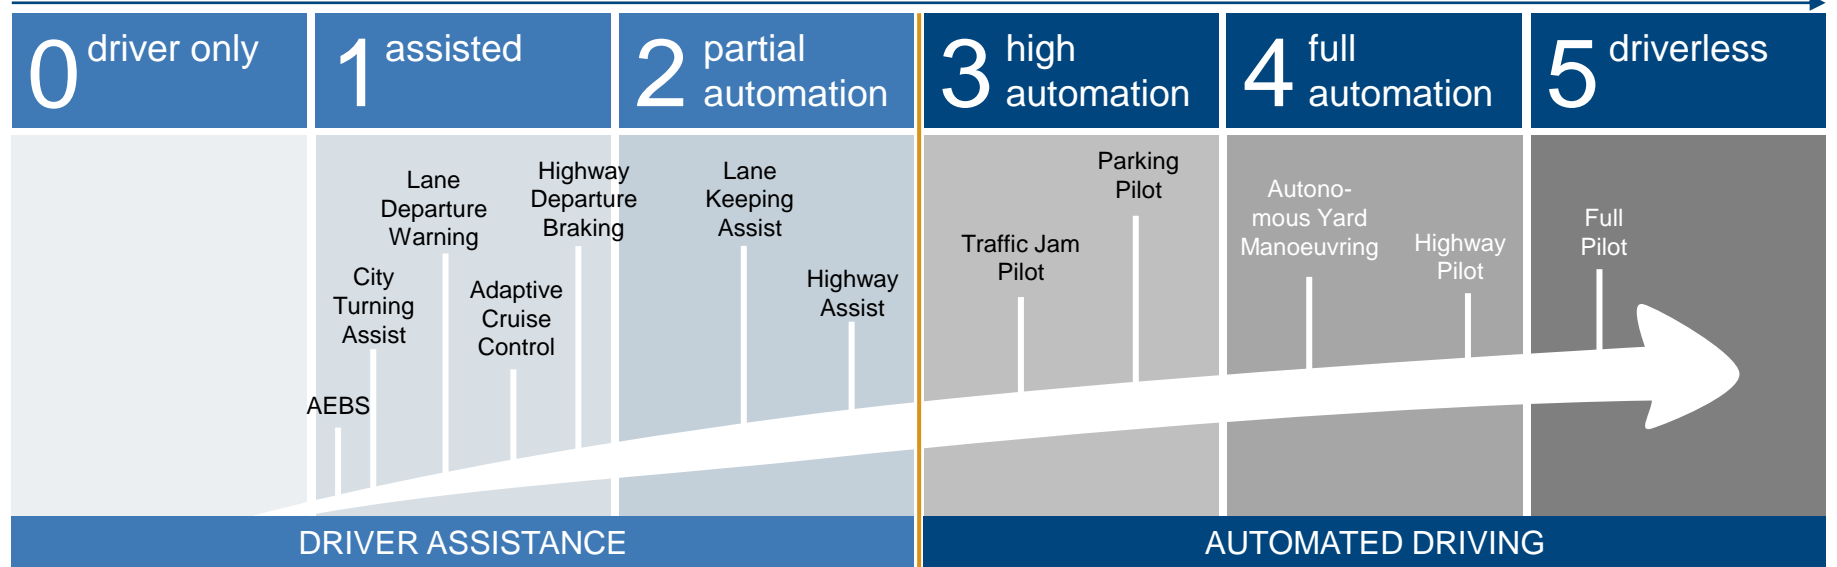 0 driver only
1 assisted
2 partial
automation
3 high
automation
4 full
automation
5 driverless
AEBS
City
Turning
Assist
Lane
Departure
Warning
Adaptive
Cruise
Control
Highway
Departure
Braking
Lane
Keeping
Assist
Highway
Assist
Traffic Jam
Pilot
Parking
Pilot
Autono-
mous Yard
Manoeuvring
Highway
Pilot
Full
Pilot
DRIVER ASSISTANCE
AUTOMATED DRIVING